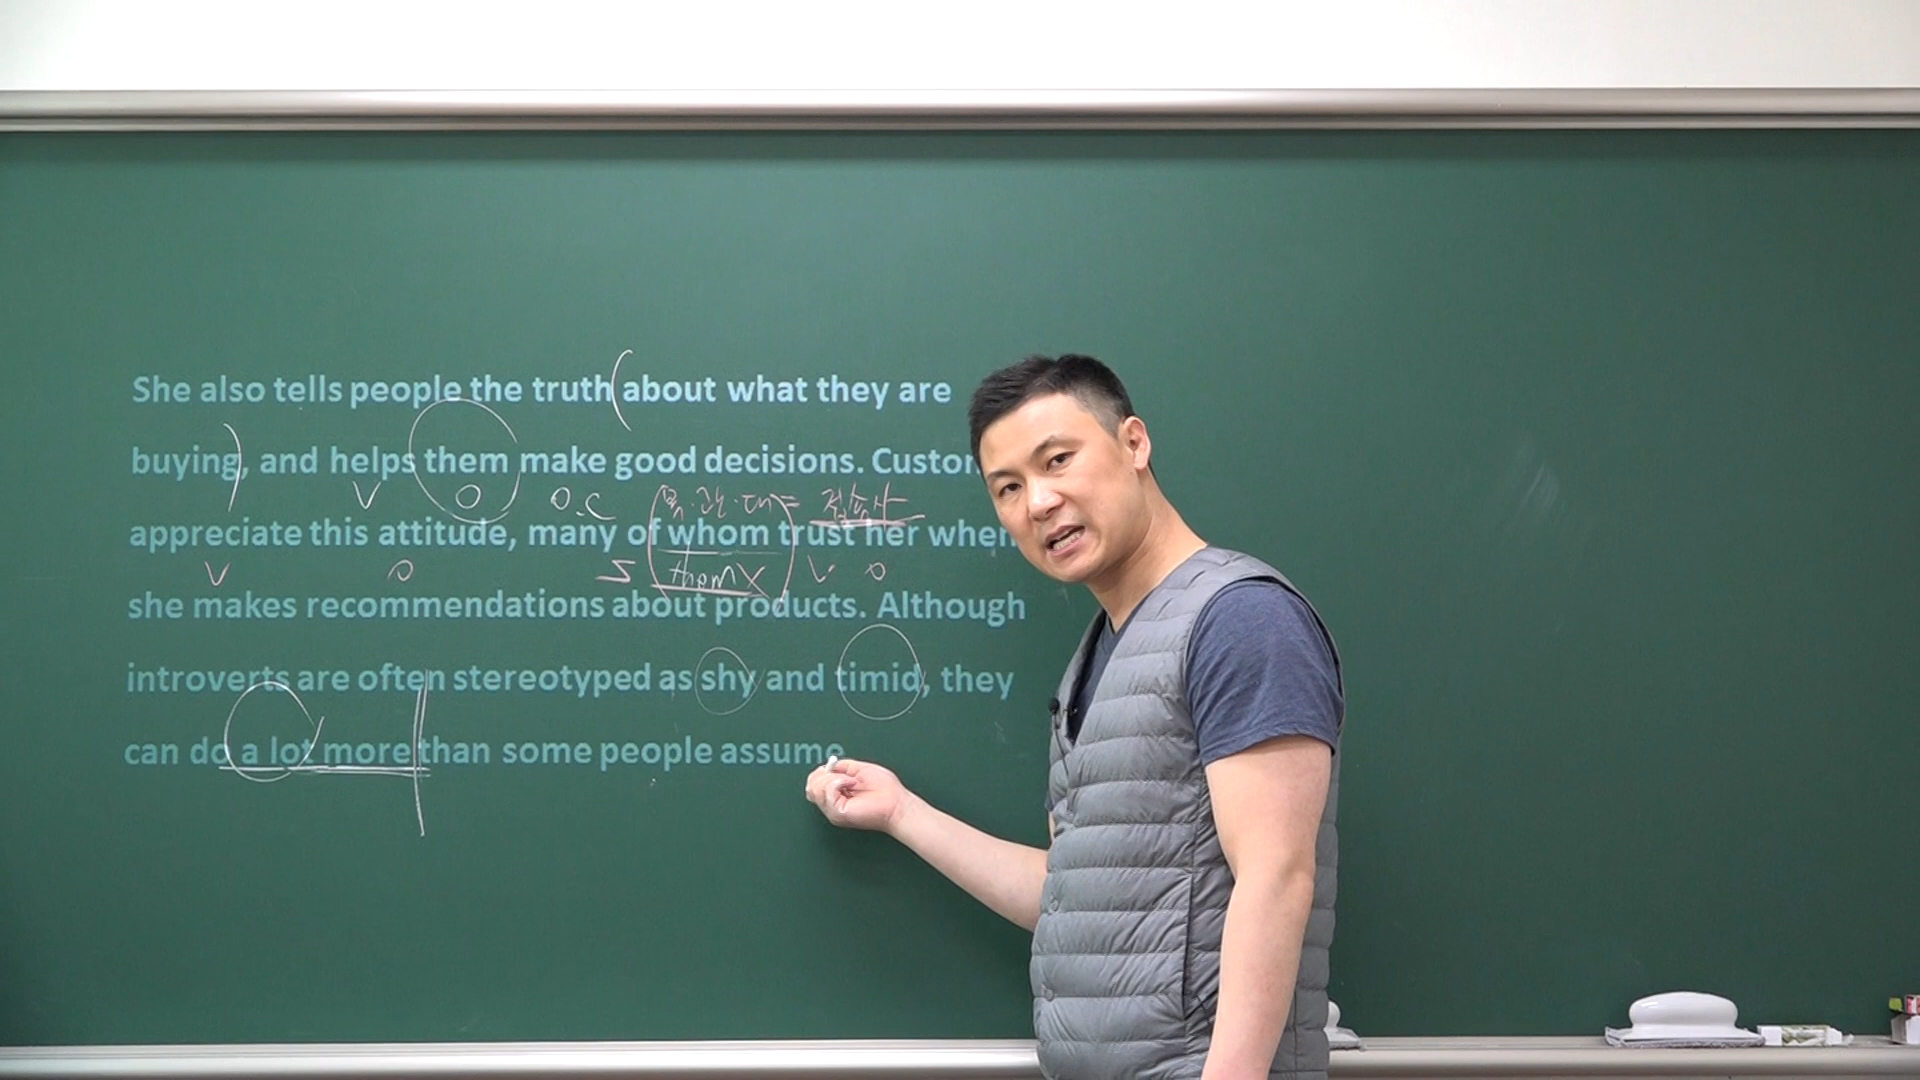 She also tells people the truth (about what they are
buying), and helps them make good decisions. Custom
V O O.C 목.관.대 = 접속사
appreciate this attitude, many of whom trust her when
V O S them X V O
she makes recommendations about products. Although
introverts are often stereotyped as shy and timid, they
can do a lot more than some people assume